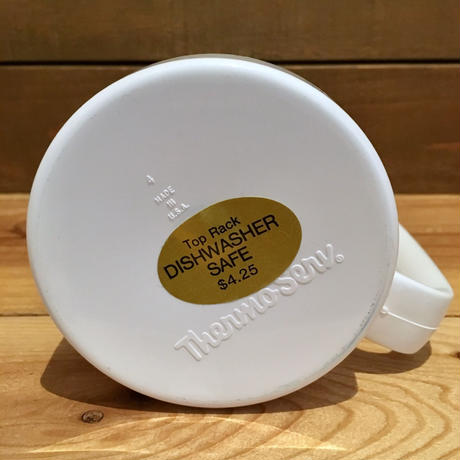 4
MADE
IN
U.S.A.
Top Rack
DISHWASHER
SAFE
$4.25
Thermo-Serv®